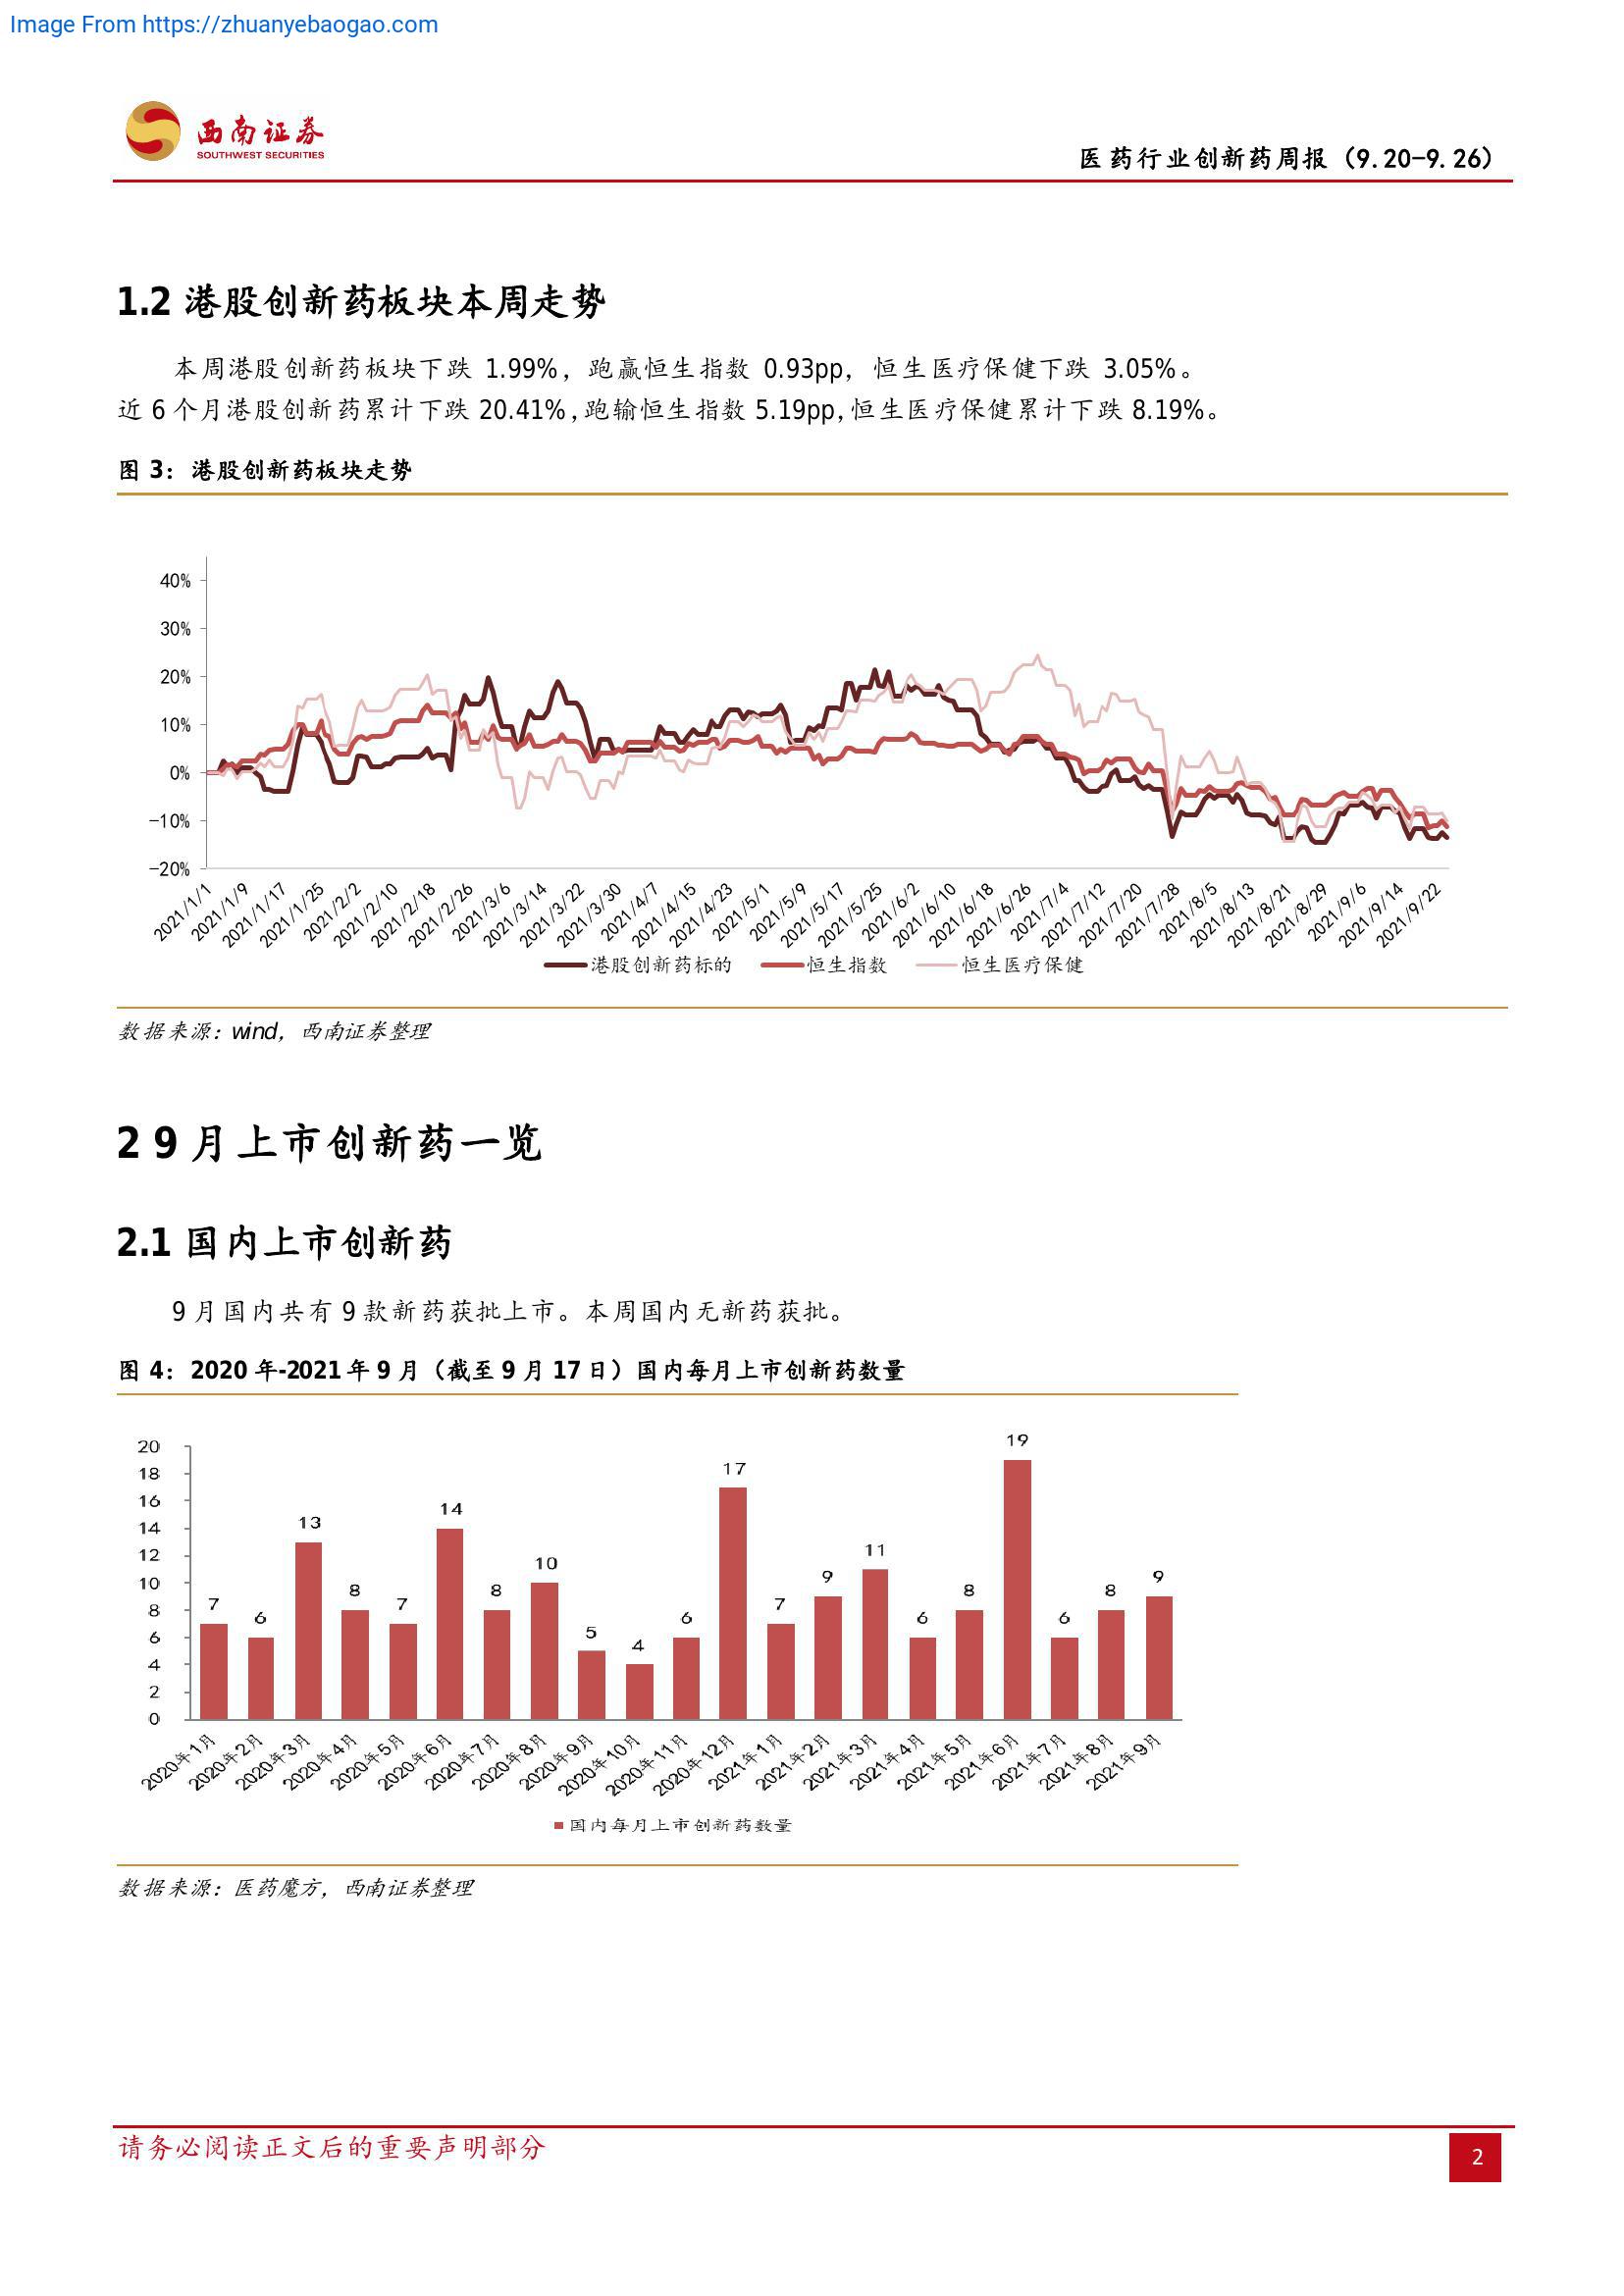 Image From https://zhuanyebaogao.com
西南证券
SOUTHWEST SECURITIES
医药行业创新药周报（9.20-9.26）
1.2 港股创新药板块本周走势
本周港股创新药板块下跌 1.99%，跑赢恒生指数 0.93pp，恒生医疗保健下跌 3.05%。
近 6 个月港股创新药累计下跌 20.41%，跑输恒生指数 5.19pp，恒生医疗保健累计下跌 8.19%。
图 3：港股创新药板块走势
40%
30%
20%
10%
0%
-10%
-20%
2021/1/1 2021/1/9 2021/1/17 2021/1/25 2021/2/2 2021/2/10 2021/2/18 2021/2/26 2021/3/6 2021/3/14 2021/3/22 2021/3/30 2021/4/7 2021/4/15 2021/4/23 2021/5/1 2021/5/9 2021/5/17 2021/5/25 2021/6/2 2021/6/10 2021/6/18 2021/6/26 2021/7/4 2021/7/12 2021/7/20 2021/7/28 2021/8/5 2021/8/13 2021/8/21 2021/8/29 2021/9/6 2021/9/14 2021/9/22
港股创新药标的 恒生指数 恒生医疗保健
数据来源：wind，西南证券整理
2 9 月上市创新药一览
2.1 国内上市创新药
9 月国内共有 9 款新药获批上市。本周国内无新药获批。
图 4：2020 年-2021 年 9 月（截至 9 月 17 日）国内每月上市创新药数量
20
18
16
14
12
10
8
6
4
2
0
7 6 13 8 7 14 8 10 5 4 6 17 7 9 11 6 8 19 6 8 9
2020年1月 2020年2月 2020年3月 2020年4月 2020年5月 2020年6月 2020年7月 2020年8月 2020年9月 2020年10月 2020年11月 2020年12月 2021年1月 2021年2月 2021年3月 2021年4月 2021年5月 2021年6月 2021年7月 2021年8月 2021年9月
国内每月上市创新药数量
数据来源：医药魔方，西南证券整理
请务必阅读正文后的重要声明部分
2